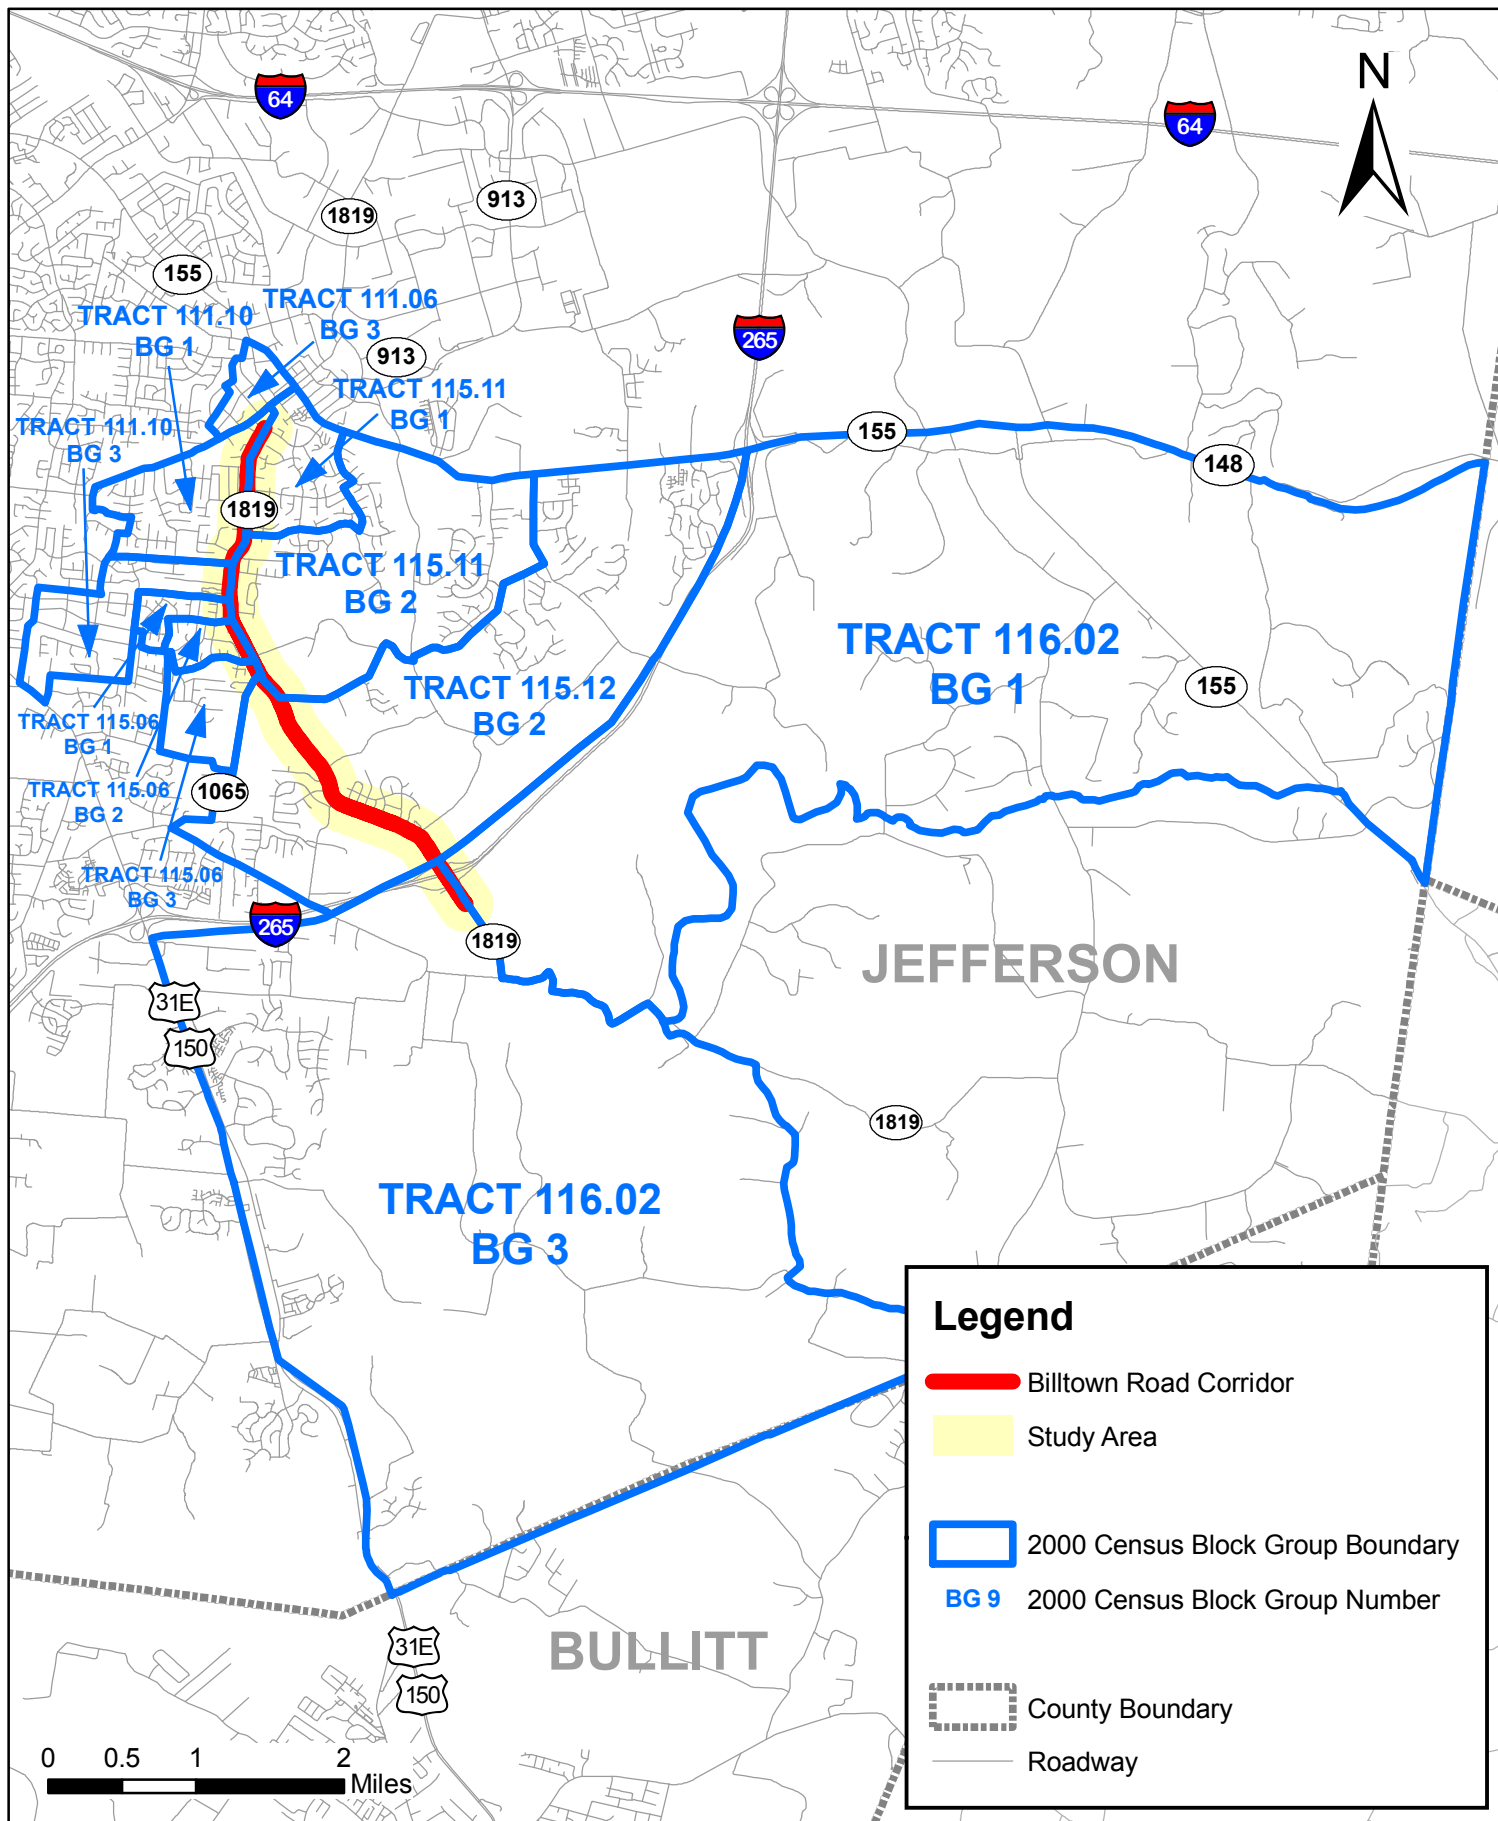 N
64
64
1819
913
155
TRACT 111.06
BG 3
TRACT 111.10
BG 1
265
913
TRACT 115.11
BG 1
TRACT 111.10
BG 3
155
148
1819
TRACT 115.11
BG 2
TRACT 116.02
BG 1
155
TRACT 115.12
BG 2
TRACT 115.06
BG 1
TRACT 115.06
BG 2
1065
TRACT 115.06
BG 3
265
1819
JEFFERSON
31E
150
1819
TRACT 116.02
BG 3
Legend
Billtown Road Corridor
Study Area
2000 Census Block Group Boundary
BG 9 2000 Census Block Group Number
County Boundary
Roadway
BULLITT
31E
150
0 0.5 1 2
Miles